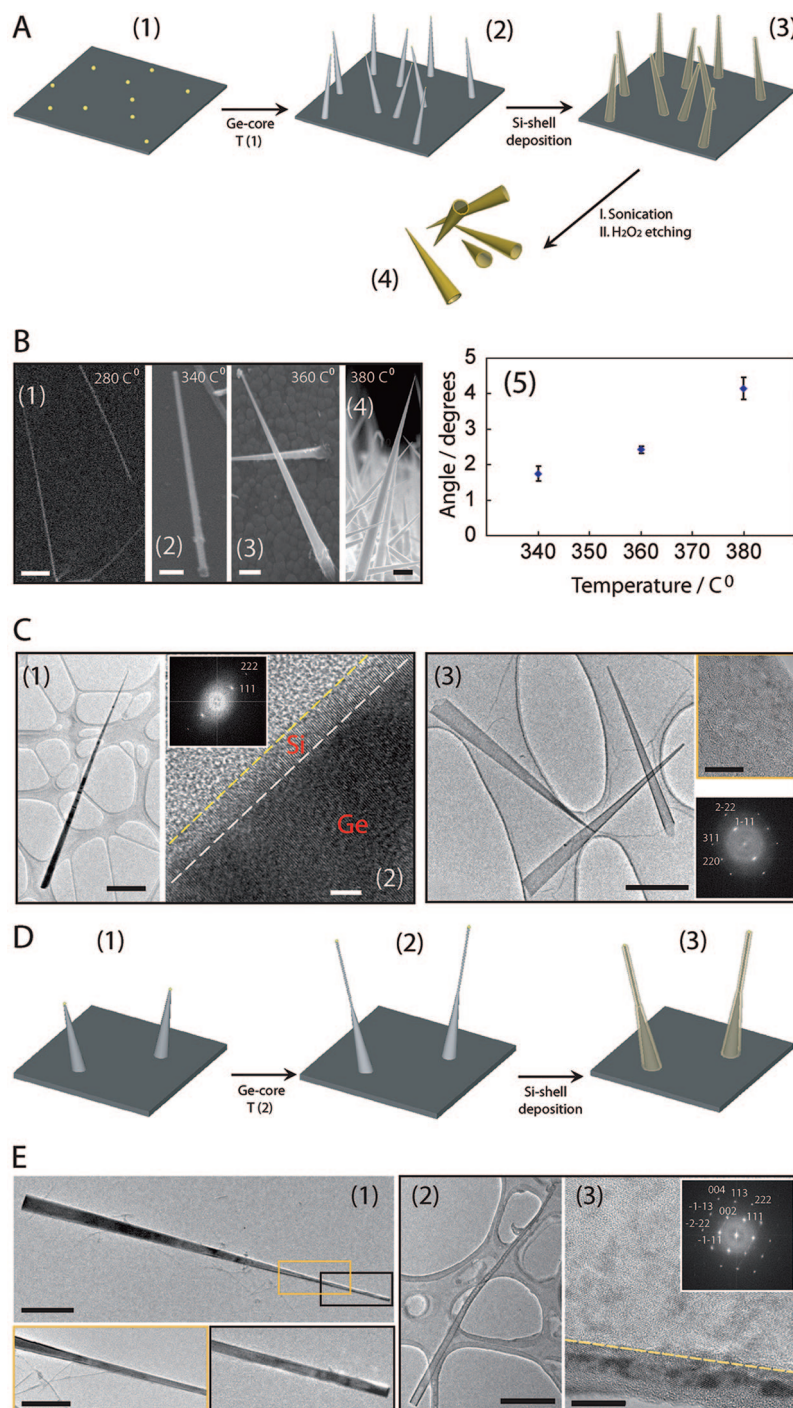 A
(1)
(2)
(3)
Ge-core
T (1)
Si-shell
deposition
I. Sonication
II. H₂O₂ etching
(4)
B
(1)
280 C⁰
340 C⁰
(2)
360 C⁰
(3)
380 C⁰
(4)
(5)
Angle / degrees
5
4
3
2
1
0
340 350 360 370 380
Temperature / C⁰
C
(1)
222
111
Si
Ge
(2)
(3)
2-22
1-11
311
220
D
(1)
(2)
(3)
Ge-core
T (2)
Si-shell
deposition
E
(1)
(2)
(3)
004
113
-1-13
222
002
111
-2-22
-1-11